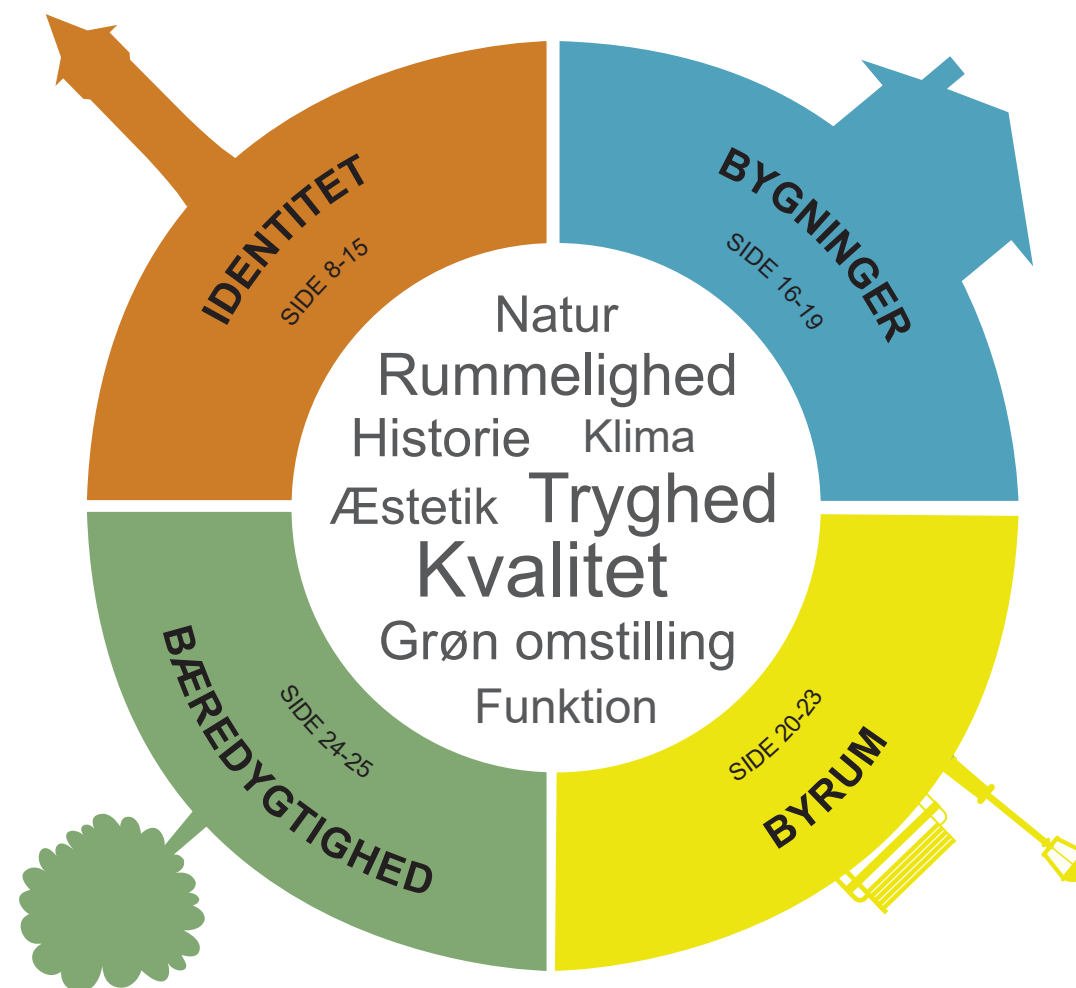 IDENTITET
SIDE 8-15
BYGNINGER
SIDE 16-19
Natur
Rummelighed
Historie Klima
Æstetik Tryghed
Kvalitet
Grøn omstilling
Funktion
BÆREDYGTIGHED
SIDE 24-25
SIDE 20-23
BYRUM